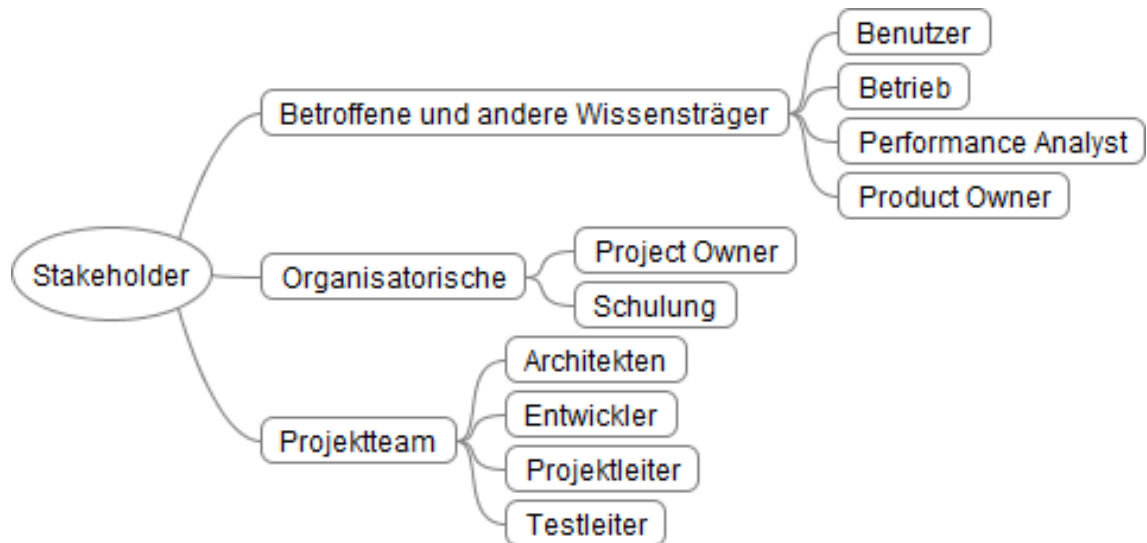 Stakeholder
Betroffene und andere Wissensträger
Benutzer
Betrieb
Performance Analyst
Product Owner
Organisatorische
Project Owner
Schulung
Projektteam
Architekten
Entwickler
Projektleiter
Testleiter